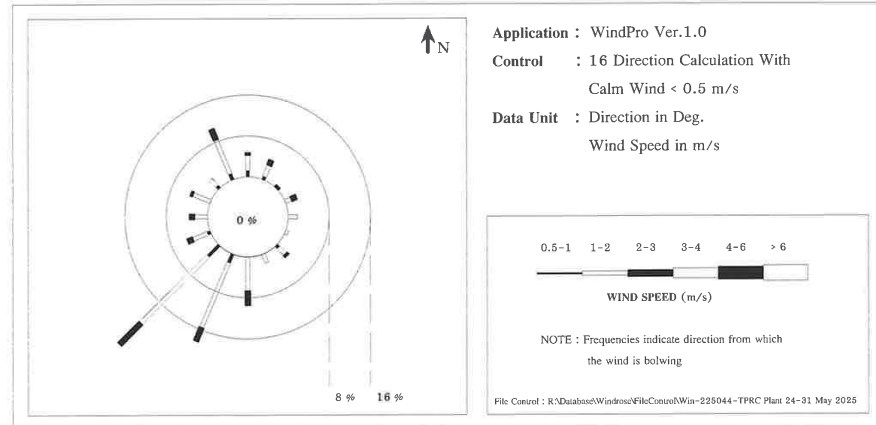 N
0 %
8 % 16 %
Application : WindPro Ver.1.0
Control : 16 Direction Calculation With
Calm Wind < 0.5 m/s
Data Unit : Direction in Deg.
Wind Speed in m/s
0.5-1 1-2 2-3 3-4 4-6 > 6
WIND SPEED (m/s)
NOTE : Frequencies indicate direction from which
the wind is bolwing
File Control : R:\Database\Windrose\FileControl\Win-225044-TPRC Plant 24-31 May 2025